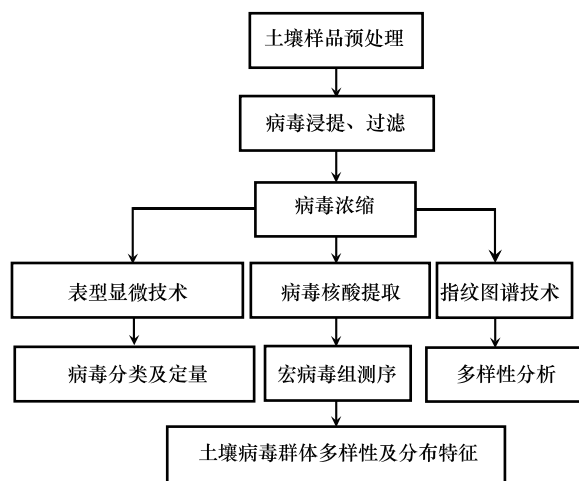 土壤样品预处理
病毒浸提、过滤
病毒浓缩
表型显微技术
病毒核酸提取
指纹图谱技术
病毒分类及定量
宏病毒组测序
多样性分析
土壤病毒群体多样性及分布特征